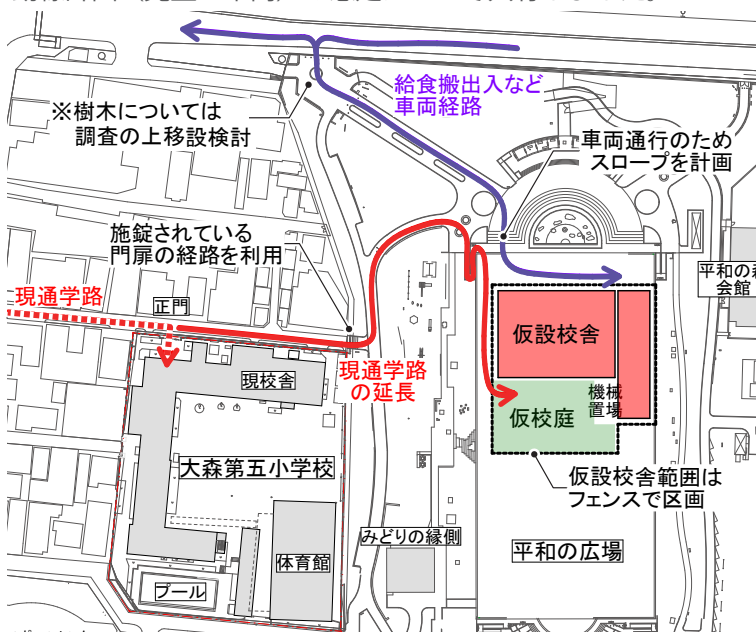 給食搬出入など
車両経路
※樹木については
調査の上移設検討
車両通行のため
スロープを計画
施錠されている
門扉の経路を利用
平和の森
会館
現通学路
正門
仮設校舎
現校舎
現通学路
の延長
機械
置場
仮校庭
大森第五小学校
仮設校舎範囲は
フェンスで区画
みどりの縁側
平和の広場
体育館
プール